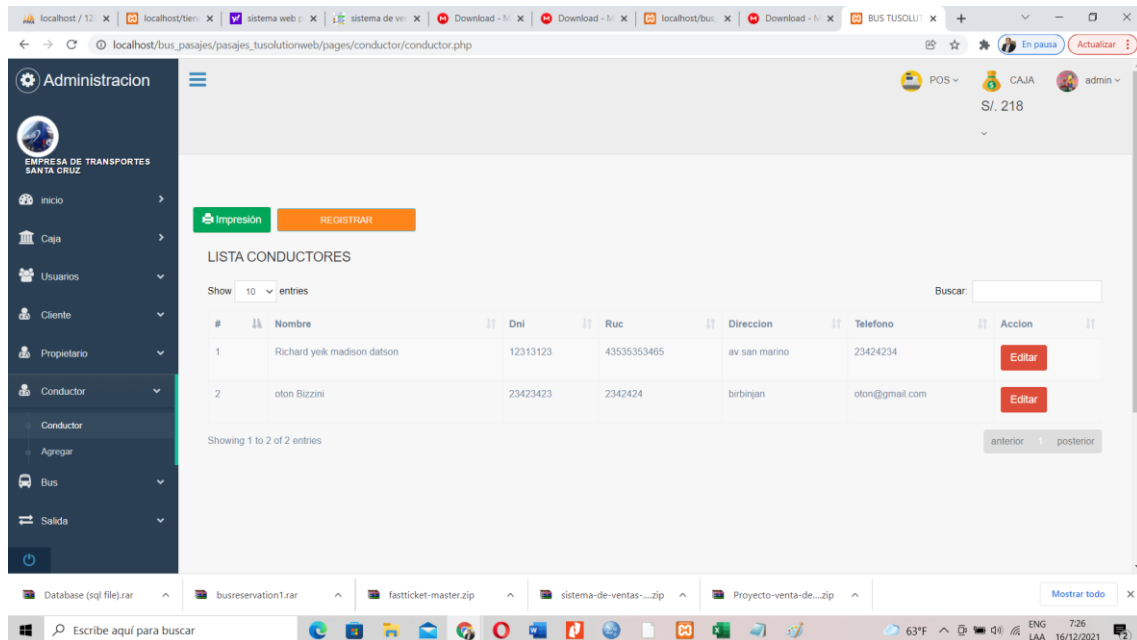 localhost / 12
localhost/tien
sistema web p
sistema de ve
Download - M
Download - M
localhost/bus_
Download - M
BUS TUSOLUT
localhost/bus_pasajes/pasajes_tusolutionweb/pages/conductor/conductor.php
En pausa
Actualizar
Administracion
POS
CAJA
admin
S/. 218
EMPRESA DE TRANSPORTES
SANTA CRUZ
inicio
Caja
Usuarios
Cliente
Propietario
Conductor
Conductor
Agregar
Bus
Salida
Impresión
REGISTRAR
LISTA CONDUCTORES
Show 10 entries
Buscar:
# Nombre Dni Ruc Direccion Telefono Accion
1 Richard yeik madison datson 12313123 43535353465 av san marino 23424234 Editar
2 oton Bizzini 23423423 2342424 birbinjan oton@gmail.com Editar
Showing 1 to 2 of 2 entries
anterior 1 posterior
Database (sql file).rar
busreservation1.rar
fastticket-master.zip
sistema-de-ventas-....zip
Proyecto-venta-de....zip
Mostrar todo
Escribe aquí para buscar
63°F
ENG
LAA
7:26
16/12/2021